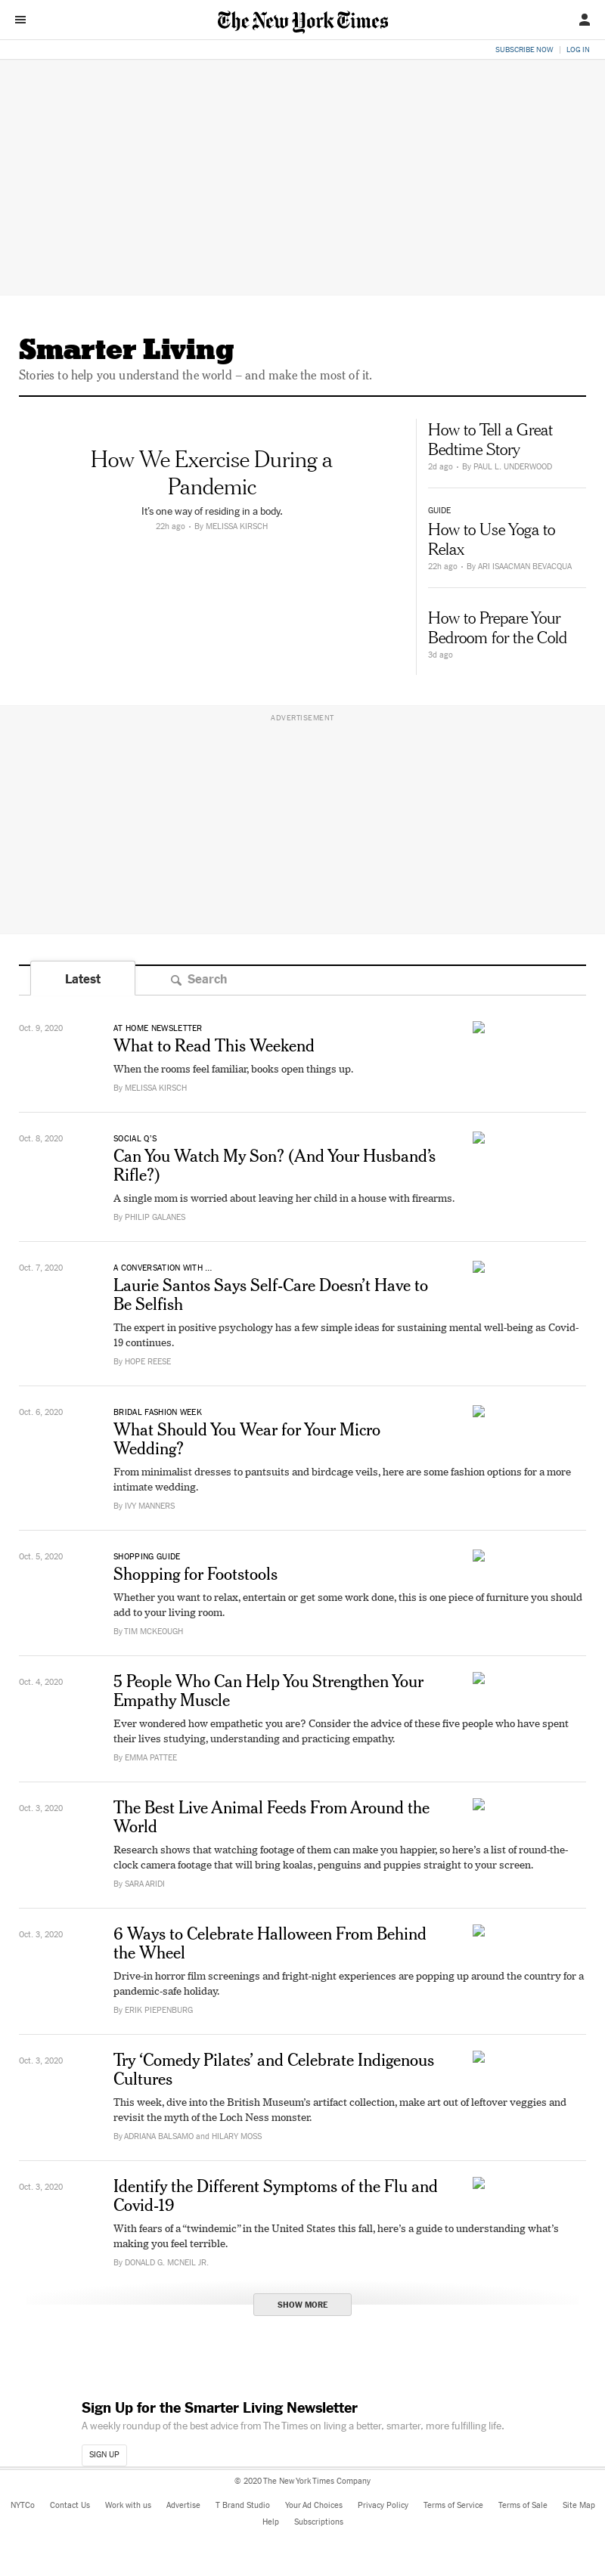 The New York Times
SUBSCRIBE NOW | LOG IN
Smarter Living
Stories to help you understand the world – and make the most of it.
How We Exercise During a
Pandemic
It's one way of residing in a body.
22h ago • By MELISSA KIRSCH
How to Tell a Great
Bedtime Story
2d ago • By PAUL L. UNDERWOOD
GUIDE
How to Use Yoga to
Relax
22h ago • By ARI ISAACMAN BEVACQUA
How to Prepare Your
Bedroom for the Cold
3d ago
ADVERTISEMENT
Latest
Search
Oct. 9, 2020
AT HOME NEWSLETTER
What to Read This Weekend
When the rooms feel familiar, books open things up.
By MELISSA KIRSCH
Oct. 8, 2020
SOCIAL Q'S
Can You Watch My Son? (And Your Husband's
Rifle?)
A single mom is worried about leaving her child in a house with firearms.
By PHILIP GALANES
Oct. 7, 2020
A CONVERSATION WITH ...
Laurie Santos Says Self-Care Doesn't Have to
Be Selfish
The expert in positive psychology has a few simple ideas for sustaining mental well-being as Covid-
19 continues.
By HOPE REESE
Oct. 6, 2020
BRIDAL FASHION WEEK
What Should You Wear for Your Micro
Wedding?
From minimalist dresses to pantsuits and birdcage veils, here are some fashion options for a more
intimate wedding.
By IVY MANNERS
Oct. 5, 2020
SHOPPING GUIDE
Shopping for Footstools
Whether you want to relax, entertain or get some work done, this is one piece of furniture you should
add to your living room.
By TIM MCKEOUGH
Oct. 4, 2020
5 People Who Can Help You Strengthen Your
Empathy Muscle
Ever wondered how empathetic you are? Consider the advice of these five people who have spent
their lives studying, understanding and practicing empathy.
By EMMA PATTEE
Oct. 3, 2020
The Best Live Animal Feeds From Around the
World
Research shows that watching footage of them can make you happier, so here's a list of round-the-
clock camera footage that will bring koalas, penguins and puppies straight to your screen.
By SARA ARIDI
Oct. 3, 2020
6 Ways to Celebrate Halloween From Behind
the Wheel
Drive-in horror film screenings and fright-night experiences are popping up around the country for a
pandemic-safe holiday.
By ERIK PIEPENBURG
Oct. 3, 2020
Try ‘Comedy Pilates’ and Celebrate Indigenous
Cultures
This week, dive into the British Museum's artifact collection, make art out of leftover veggies and
revisit the myth of the Loch Ness monster.
By ADRIANA BALSAMO and HILARY MOSS
Oct. 3, 2020
Identify the Different Symptoms of the Flu and
Covid-19
With fears of a “twindemic” in the United States this fall, here's a guide to understanding what's
making you feel terrible.
By DONALD G. MCNEIL JR.
SHOW MORE
Sign Up for the Smarter Living Newsletter
A weekly roundup of the best advice from The Times on living a better, smarter, more fulfilling life.
SIGN UP
© 2020 The New York Times Company
NYTCo Contact Us Work with us Advertise T Brand Studio Your Ad Choices Privacy Policy Terms of Service Terms of Sale Site Map
Help Subscriptions